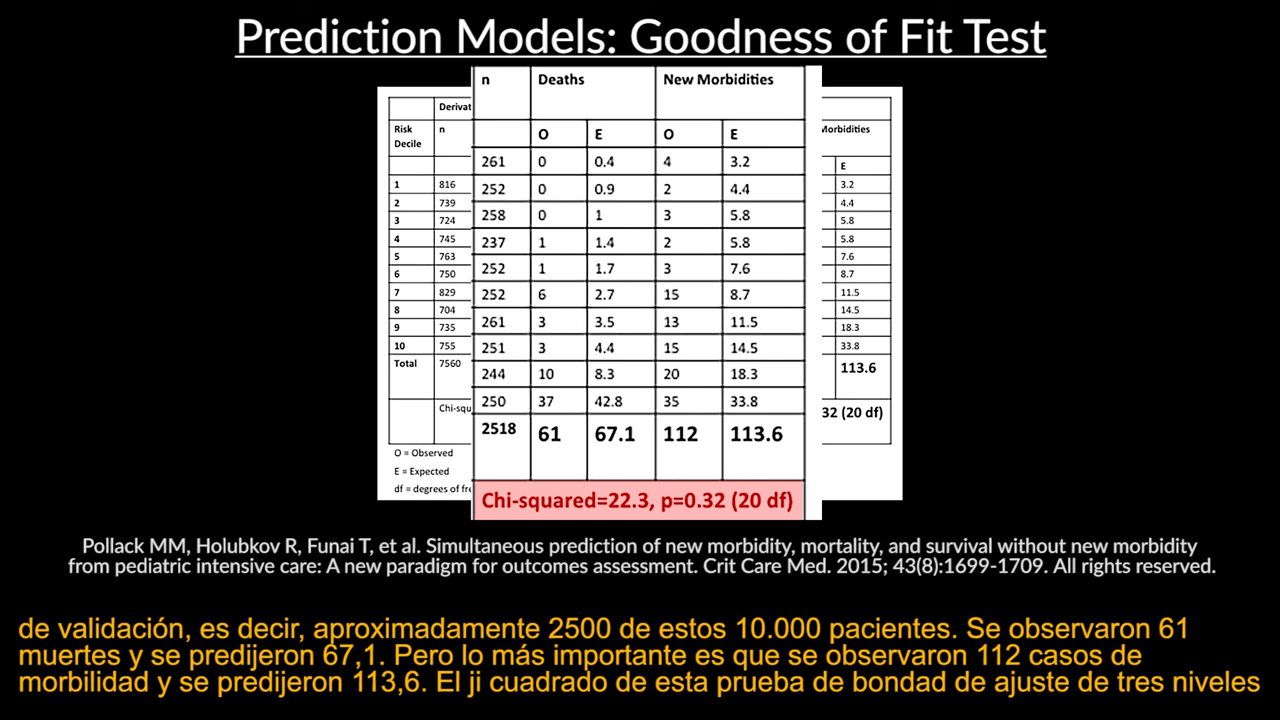 Prediction Models: Goodness of Fit Test
n Deaths New Morbidities
Derivat
Risk Decile n Morbidities
O E O E
E
261 0 0.4 4 3.2
252 0 0.9 2 4.4
258 0 1 3 5.8
237 1 1.4 2 5.8
252 1 1.7 3 7.6
252 6 2.7 15 8.7
261 3 3.5 13 11.5
251 3 4.4 15 14.5
244 10 8.3 20 18.3
250 37 42.8 35 33.8
2518 61 67.1 112 113.6
Chi-squared=22.3, p=0.32 (20 df)
1 816 3.2
2 739 4.4
3 724 5.8
4 745 5.8
5 763 7.6
6 750 8.7
7 829 11.5
8 704 14.5
9 735 18.3
10 755 33.8
Total 7560 113.6
Chi-squ 32 (20 df)
O = Observed
E = Expected
df = degrees of fre
Pollack MM, Holubkov R, Funai T, et al. Simultaneous prediction of new morbidity, mortality, and survival without new morbidity
from pediatric intensive care: A new paradigm for outcomes assessment. Crit Care Med. 2015; 43(8):1699-1709. All rights reserved.
de validación, es decir, aproximadamente 2500 de estos 10.000 pacientes. Se observaron 61
muertes y se predijeron 67,1. Pero lo más importante es que se observaron 112 casos de
morbilidad y se predijeron 113,6. El ji cuadrado de esta prueba de bondad de ajuste de tres niveles